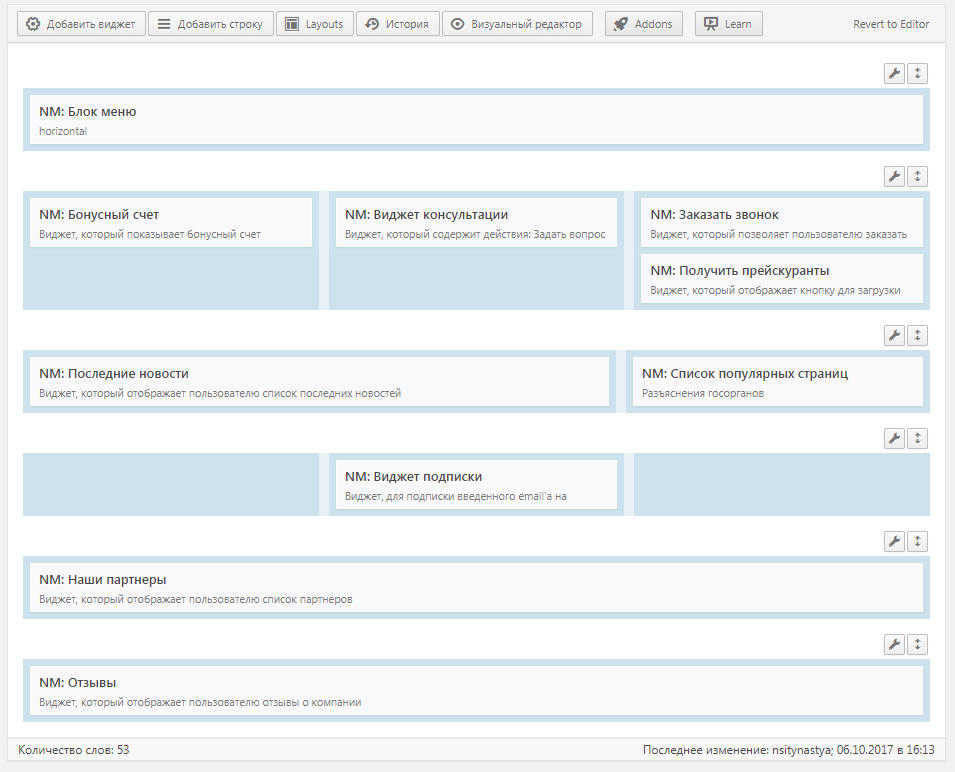 Добавить виджет Добавить строку Layouts История Визуальный редактор Addons Learn Revert to Editor
NM: Блок меню
horizontal
NM: Бонусный счет NM: Виджет консультации NM: Заказать звонок
Виджет, который показывает бонусный счет Виджет, который содержит действия: Задать вопрос Виджет, который позволяет пользователю заказать
NM: Получить прейскуранты
Виджет, который отображает кнопку для загрузки
NM: Последние новости NM: Список популярных страниц
Виджет, который отображает пользователю список последних новостей Разъяснения госорганов
NM: Виджет подписки
Виджет, для подписки введенного email'а на
NM: Наши партнеры
Виджет, который отображает пользователю список партнеров
NM: Отзывы
Виджет, который отображает пользователю отзывы о компании
Количество слов: 53 Последнее изменение: nsitynastya; 06.10.2017 в 16:13